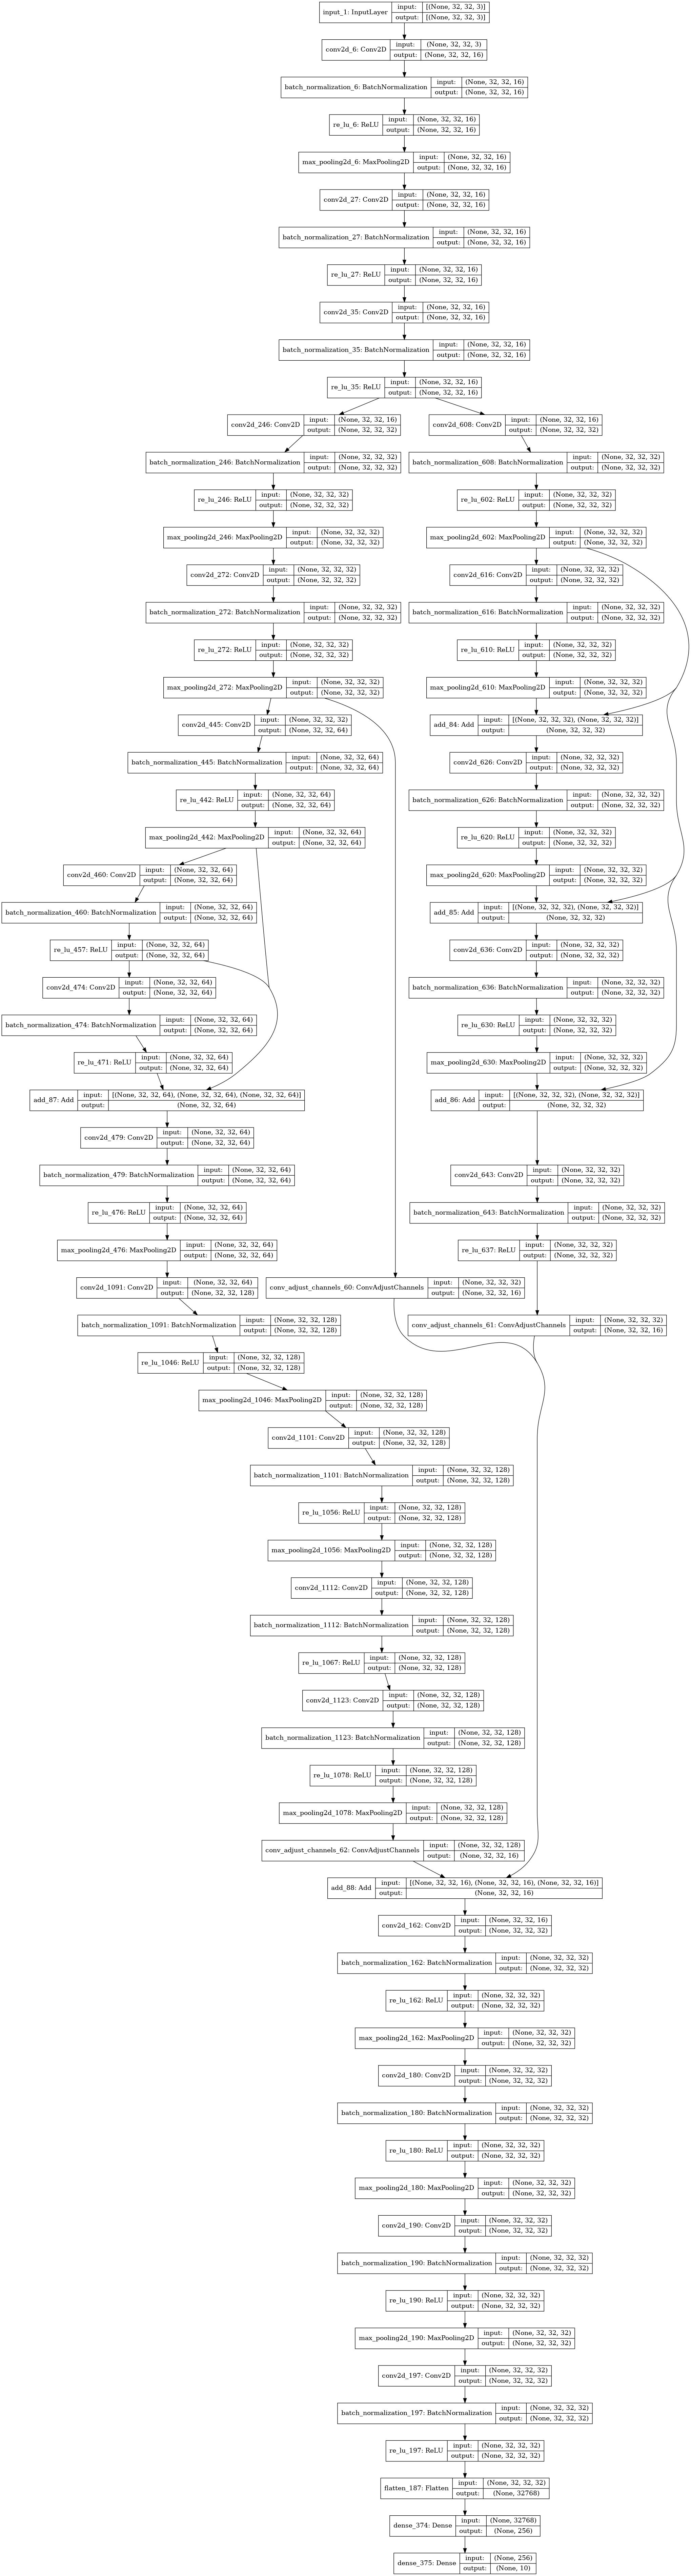 input_1: InputLayer
input: [(None, 32, 32, 3)]
output: [(None, 32, 32, 3)]
conv2d_6: Conv2D
input: (None, 32, 32, 3)
output: (None, 32, 32, 16)
batch_normalization_6: BatchNormalization
input: (None, 32, 32, 16)
output: (None, 32, 32, 16)
re_lu_6: ReLU
input: (None, 32, 32, 16)
output: (None, 32, 32, 16)
max_pooling2d_6: MaxPooling2D
input: (None, 32, 32, 16)
output: (None, 32, 32, 16)
conv2d_27: Conv2D
input: (None, 32, 32, 16)
output: (None, 32, 32, 16)
batch_normalization_27: BatchNormalization
input: (None, 32, 32, 16)
output: (None, 32, 32, 16)
re_lu_27: ReLU
input: (None, 32, 32, 16)
output: (None, 32, 32, 16)
conv2d_35: Conv2D
input: (None, 32, 32, 16)
output: (None, 32, 32, 16)
batch_normalization_35: BatchNormalization
input: (None, 32, 32, 16)
output: (None, 32, 32, 16)
re_lu_35: ReLU
input: (None, 32, 32, 16)
output: (None, 32, 32, 16)
conv2d_246: Conv2D
input: (None, 32, 32, 16)
output: (None, 32, 32, 32)
conv2d_608: Conv2D
input: (None, 32, 32, 16)
output: (None, 32, 32, 32)
batch_normalization_246: BatchNormalization
input: (None, 32, 32, 32)
output: (None, 32, 32, 32)
batch_normalization_608: BatchNormalization
input: (None, 32, 32, 32)
output: (None, 32, 32, 32)
re_lu_246: ReLU
input: (None, 32, 32, 32)
output: (None, 32, 32, 32)
re_lu_602: ReLU
input: (None, 32, 32, 32)
output: (None, 32, 32, 32)
max_pooling2d_246: MaxPooling2D
input: (None, 32, 32, 32)
output: (None, 32, 32, 32)
max_pooling2d_602: MaxPooling2D
input: (None, 32, 32, 32)
output: (None, 32, 32, 32)
conv2d_272: Conv2D
input: (None, 32, 32, 32)
output: (None, 32, 32, 32)
conv2d_616: Conv2D
input: (None, 32, 32, 32)
output: (None, 32, 32, 32)
batch_normalization_272: BatchNormalization
input: (None, 32, 32, 32)
output: (None, 32, 32, 32)
batch_normalization_616: BatchNormalization
input: (None, 32, 32, 32)
output: (None, 32, 32, 32)
re_lu_272: ReLU
input: (None, 32, 32, 32)
output: (None, 32, 32, 32)
re_lu_610: ReLU
input: (None, 32, 32, 32)
output: (None, 32, 32, 32)
max_pooling2d_272: MaxPooling2D
input: (None, 32, 32, 32)
output: (None, 32, 32, 32)
max_pooling2d_610: MaxPooling2D
input: (None, 32, 32, 32)
output: (None, 32, 32, 32)
conv2d_445: Conv2D
input: (None, 32, 32, 32)
output: (None, 32, 32, 64)
add_84: Add
input: [(None, 32, 32, 32), (None, 32, 32, 32)]
output: (None, 32, 32, 32)
batch_normalization_445: BatchNormalization
input: (None, 32, 32, 64)
output: (None, 32, 32, 64)
conv2d_626: Conv2D
input: (None, 32, 32, 32)
output: (None, 32, 32, 32)
re_lu_442: ReLU
input: (None, 32, 32, 64)
output: (None, 32, 32, 64)
batch_normalization_626: BatchNormalization
input: (None, 32, 32, 32)
output: (None, 32, 32, 32)
max_pooling2d_442: MaxPooling2D
input: (None, 32, 32, 64)
output: (None, 32, 32, 64)
re_lu_620: ReLU
input: (None, 32, 32, 32)
output: (None, 32, 32, 32)
conv2d_460: Conv2D
input: (None, 32, 32, 64)
output: (None, 32, 32, 64)
max_pooling2d_620: MaxPooling2D
input: (None, 32, 32, 32)
output: (None, 32, 32, 32)
batch_normalization_460: BatchNormalization
input: (None, 32, 32, 64)
output: (None, 32, 32, 64)
add_85: Add
input: [(None, 32, 32, 32), (None, 32, 32, 32)]
output: (None, 32, 32, 32)
re_lu_457: ReLU
input: (None, 32, 32, 64)
output: (None, 32, 32, 64)
conv2d_636: Conv2D
input: (None, 32, 32, 32)
output: (None, 32, 32, 32)
conv2d_474: Conv2D
input: (None, 32, 32, 64)
output: (None, 32, 32, 64)
batch_normalization_636: BatchNormalization
input: (None, 32, 32, 32)
output: (None, 32, 32, 32)
batch_normalization_474: BatchNormalization
input: (None, 32, 32, 64)
output: (None, 32, 32, 64)
re_lu_630: ReLU
input: (None, 32, 32, 32)
output: (None, 32, 32, 32)
re_lu_471: ReLU
input: (None, 32, 32, 64)
output: (None, 32, 32, 64)
max_pooling2d_630: MaxPooling2D
input: (None, 32, 32, 32)
output: (None, 32, 32, 32)
add_87: Add
input: [(None, 32, 32, 64), (None, 32, 32, 64), (None, 32, 32, 64)]
output: (None, 32, 32, 64)
add_86: Add
input: [(None, 32, 32, 32), (None, 32, 32, 32)]
output: (None, 32, 32, 32)
conv2d_479: Conv2D
input: (None, 32, 32, 64)
output: (None, 32, 32, 64)
batch_normalization_479: BatchNormalization
input: (None, 32, 32, 64)
output: (None, 32, 32, 64)
conv2d_643: Conv2D
input: (None, 32, 32, 32)
output: (None, 32, 32, 32)
re_lu_476: ReLU
input: (None, 32, 32, 64)
output: (None, 32, 32, 64)
batch_normalization_643: BatchNormalization
input: (None, 32, 32, 32)
output: (None, 32, 32, 32)
max_pooling2d_476: MaxPooling2D
input: (None, 32, 32, 64)
output: (None, 32, 32, 64)
re_lu_637: ReLU
input: (None, 32, 32, 32)
output: (None, 32, 32, 32)
conv2d_1091: Conv2D
input: (None, 32, 32, 64)
output: (None, 32, 32, 128)
conv_adjust_channels_60: ConvAdjustChannels
input: (None, 32, 32, 32)
output: (None, 32, 32, 16)
batch_normalization_1091: BatchNormalization
input: (None, 32, 32, 128)
output: (None, 32, 32, 128)
conv_adjust_channels_61: ConvAdjustChannels
input: (None, 32, 32, 32)
output: (None, 32, 32, 16)
re_lu_1046: ReLU
input: (None, 32, 32, 128)
output: (None, 32, 32, 128)
max_pooling2d_1046: MaxPooling2D
input: (None, 32, 32, 128)
output: (None, 32, 32, 128)
conv2d_1101: Conv2D
input: (None, 32, 32, 128)
output: (None, 32, 32, 128)
batch_normalization_1101: BatchNormalization
input: (None, 32, 32, 128)
output: (None, 32, 32, 128)
re_lu_1056: ReLU
input: (None, 32, 32, 128)
output: (None, 32, 32, 128)
max_pooling2d_1056: MaxPooling2D
input: (None, 32, 32, 128)
output: (None, 32, 32, 128)
conv2d_1112: Conv2D
input: (None, 32, 32, 128)
output: (None, 32, 32, 128)
batch_normalization_1112: BatchNormalization
input: (None, 32, 32, 128)
output: (None, 32, 32, 128)
re_lu_1067: ReLU
input: (None, 32, 32, 128)
output: (None, 32, 32, 128)
conv2d_1123: Conv2D
input: (None, 32, 32, 128)
output: (None, 32, 32, 128)
batch_normalization_1123: BatchNormalization
input: (None, 32, 32, 128)
output: (None, 32, 32, 128)
re_lu_1078: ReLU
input: (None, 32, 32, 128)
output: (None, 32, 32, 128)
max_pooling2d_1078: MaxPooling2D
input: (None, 32, 32, 128)
output: (None, 32, 32, 128)
conv_adjust_channels_62: ConvAdjustChannels
input: (None, 32, 32, 128)
output: (None, 32, 32, 16)
add_88: Add
input: [(None, 32, 32, 16), (None, 32, 32, 16), (None, 32, 32, 16)]
output: (None, 32, 32, 16)
conv2d_162: Conv2D
input: (None, 32, 32, 16)
output: (None, 32, 32, 32)
batch_normalization_162: BatchNormalization
input: (None, 32, 32, 32)
output: (None, 32, 32, 32)
re_lu_162: ReLU
input: (None, 32, 32, 32)
output: (None, 32, 32, 32)
max_pooling2d_162: MaxPooling2D
input: (None, 32, 32, 32)
output: (None, 32, 32, 32)
conv2d_180: Conv2D
input: (None, 32, 32, 32)
output: (None, 32, 32, 32)
batch_normalization_180: BatchNormalization
input: (None, 32, 32, 32)
output: (None, 32, 32, 32)
re_lu_180: ReLU
input: (None, 32, 32, 32)
output: (None, 32, 32, 32)
max_pooling2d_180: MaxPooling2D
input: (None, 32, 32, 32)
output: (None, 32, 32, 32)
conv2d_190: Conv2D
input: (None, 32, 32, 32)
output: (None, 32, 32, 32)
batch_normalization_190: BatchNormalization
input: (None, 32, 32, 32)
output: (None, 32, 32, 32)
re_lu_190: ReLU
input: (None, 32, 32, 32)
output: (None, 32, 32, 32)
max_pooling2d_190: MaxPooling2D
input: (None, 32, 32, 32)
output: (None, 32, 32, 32)
conv2d_197: Conv2D
input: (None, 32, 32, 32)
output: (None, 32, 32, 32)
batch_normalization_197: BatchNormalization
input: (None, 32, 32, 32)
output: (None, 32, 32, 32)
re_lu_197: ReLU
input: (None, 32, 32, 32)
output: (None, 32, 32, 32)
flatten_187: Flatten
input: (None, 32, 32, 32)
output: (None, 32768)
dense_374: Dense
input: (None, 32768)
output: (None, 256)
dense_375: Dense
input: (None, 256)
output: (None, 10)